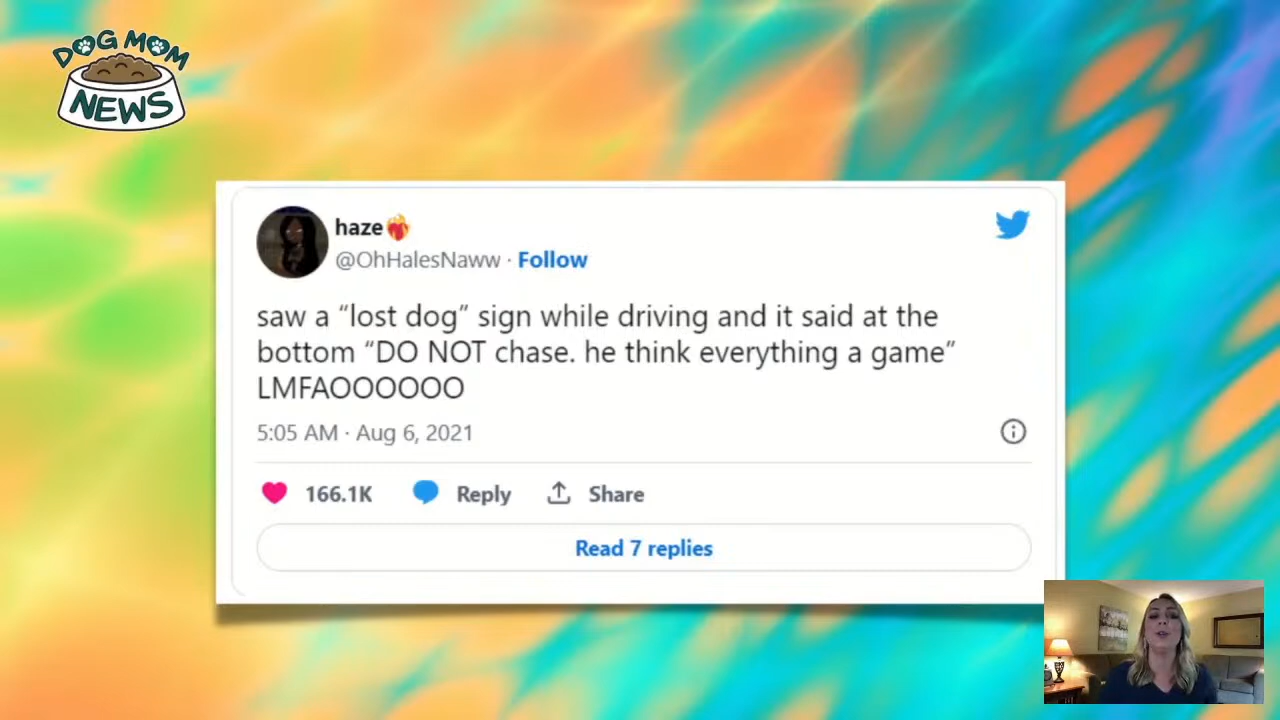 DOG MOM
NEWS
haze❤️‍🔥
@OhHalesNaww · Follow
saw a “lost dog” sign while driving and it said at the
bottom “DO NOT chase. he think everything a game”
LMFAOOOOOO
5:05 AM · Aug 6, 2021
166.1K Reply Share
Read 7 replies